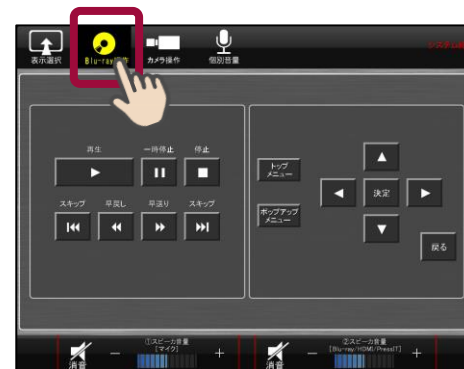 表示選択
Blu-ray操作
カメラ操作
個別音量
再生
一時停止
停止
スキップ
早戻し
早送り
スキップ
トップ
メニュー
ポップアップ
メニュー
決定
戻る
消音
－
①スピーカ音量
[マイク]
＋
消音
－
②スピーカ音量
[Blu-ray/HDMI/PressIT]
＋